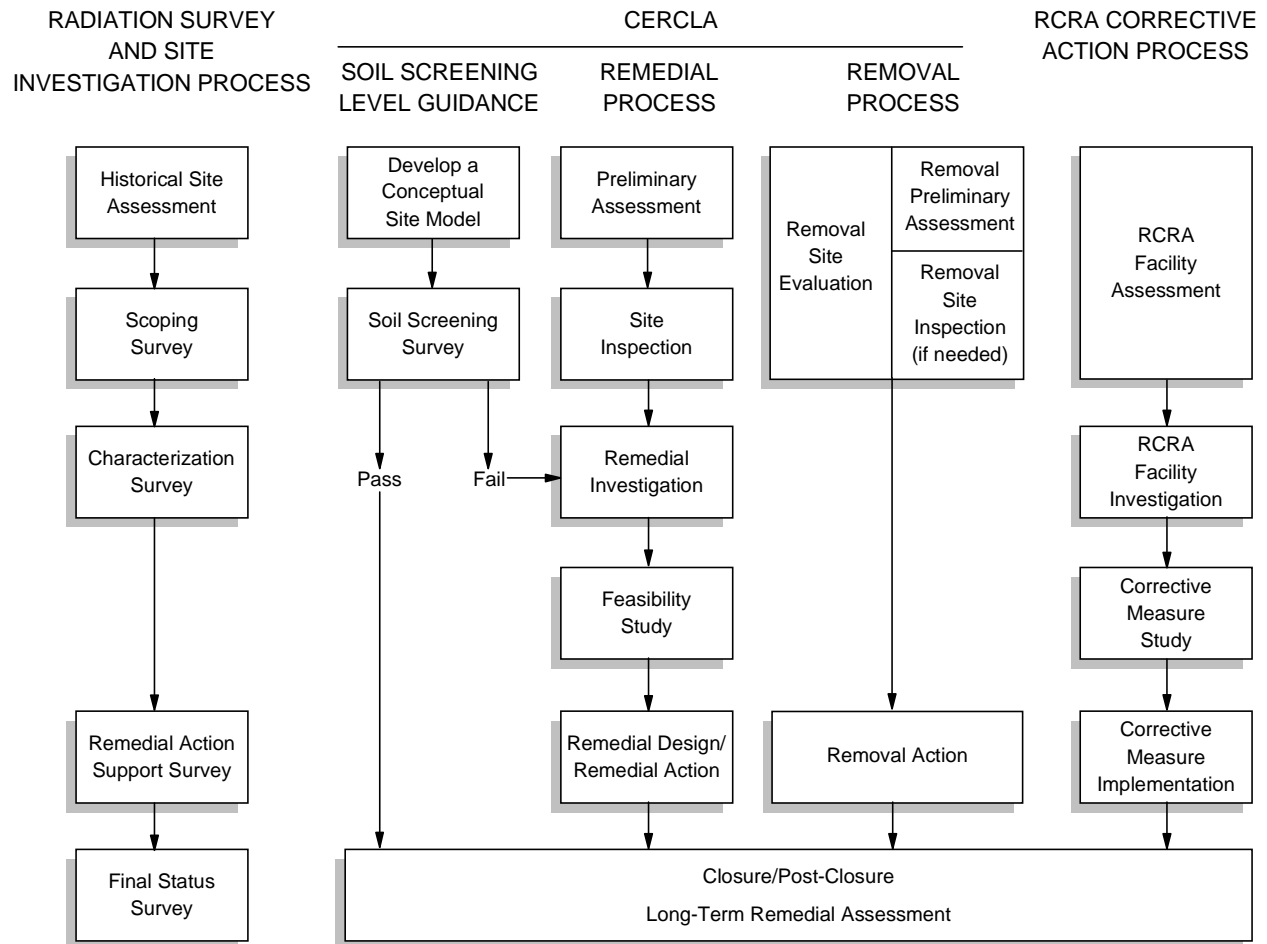 RADIATION SURVEY
AND SITE
INVESTIGATION PROCESS
CERCLA
SOIL SCREENING
LEVEL GUIDANCE
REMEDIAL
PROCESS
REMOVAL
PROCESS
RCRA CORRECTIVE
ACTION PROCESS
Historical Site
Assessment
Scoping
Survey
Characterization
Survey
Remedial Action
Support Survey
Final Status
Survey
Develop a
Conceptual
Site Model
Soil Screening
Survey
Pass
Fail
Preliminary
Assessment
Site
Inspection
Remedial
Investigation
Feasibility
Study
Remedial Design/
Remedial Action
Removal
Site
Evaluation
Removal
Preliminary
Assessment
Removal
Site
Inspection
(if needed)
Removal Action
RCRA
Facility
Assessment
RCRA
Facility
Investigation
Corrective
Measure
Study
Corrective
Measure
Implementation
Closure/Post-Closure
Long-Term Remedial Assessment